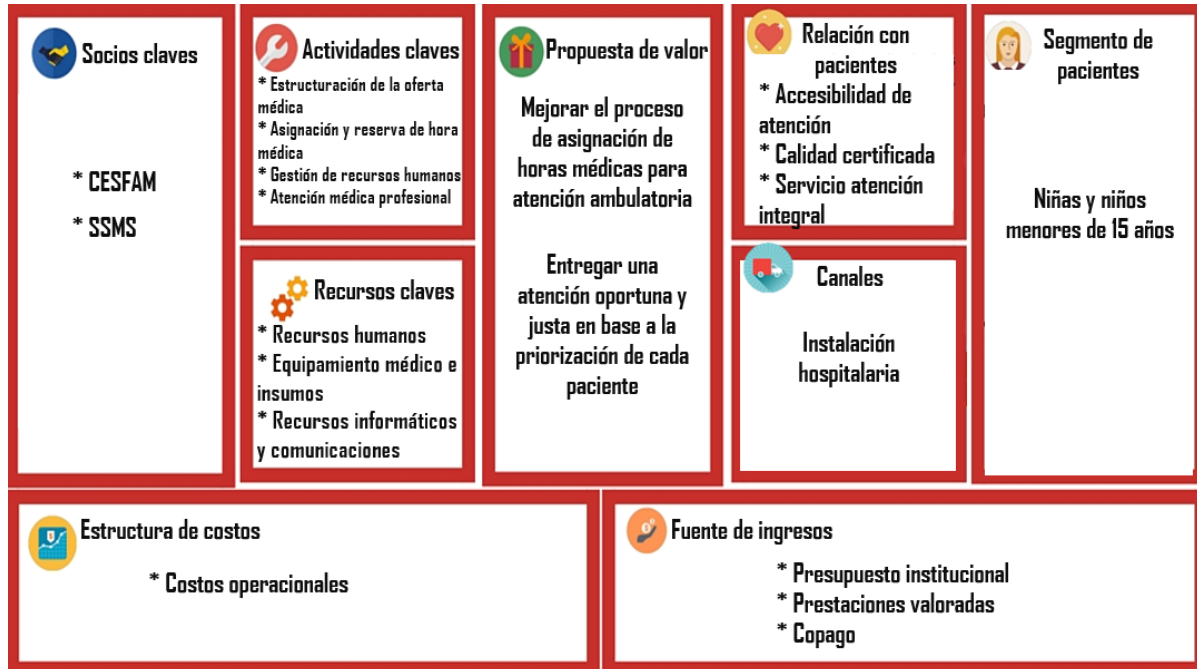 Socios claves
* CESFAM
* SSMS
Actividades claves
* Estructuración de la oferta
médica
* Asignación y reserva de hora
médica
* Gestión de recursos humanos
* Atención médica profesional
Recursos claves
* Recursos humanos
* Equipamiento médico e
insumos
* Recursos informáticos
y comunicaciones
Propuesta de valor
Mejorar el proceso
de asignación de
horas médicas para
atención ambulatoria
Entregar una
atención oportuna y
justa en base a la
priorización de cada
paciente
Relación con
pacientes
* Accesibilidad de
atención
* Calidad certificada
* Servicio atención
integral
Canales
Instalación
hospitalaria
Segmento de
pacientes
Niñas y niños
menores de 15 años
Estructura de costos
* Costos operacionales
Fuente de ingresos
* Presupuesto institucional
* Prestaciones valoradas
* Copago